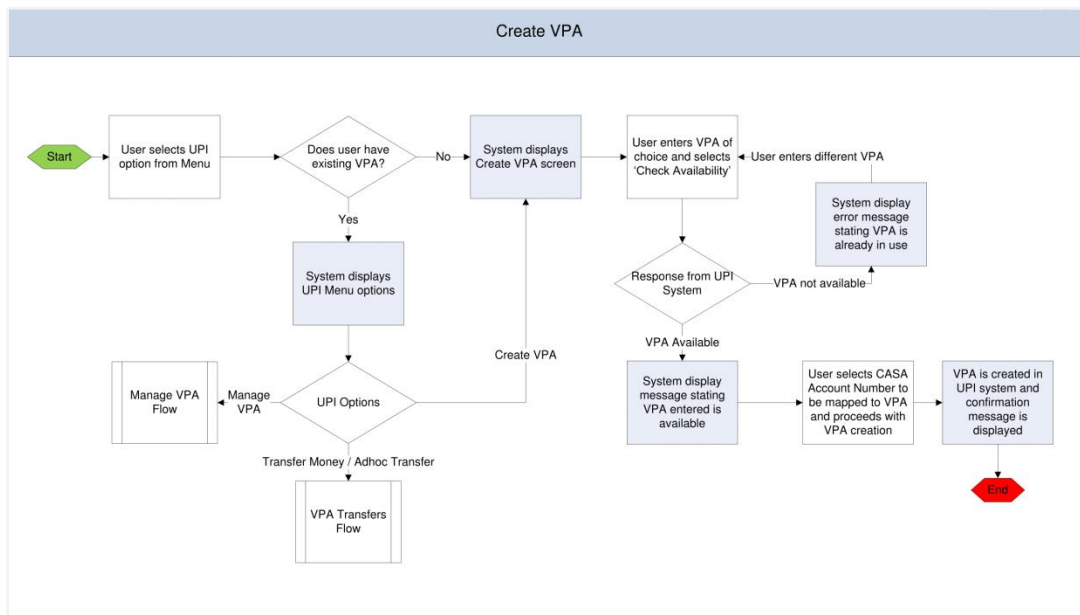 Create VPA
Start
User selects UPI
option from Menu
Does user have
existing VPA?
No
System displays
Create VPA screen
User enters VPA of
choice and selects
‘Check Availability’
User enters different VPA
System display
error message
stating VPA is
already in use
Yes
System displays
UPI Menu options
Response from UPI
System
VPA not available
VPA Available
Create VPA
Manage VPA
Flow
Manage
VPA
UPI Options
System display
message stating
VPA entered is
available
User selects CASA
Account Number to
be mapped to VPA
and proceeds with
VPA creation
VPA is created in
UPI system and
confirmation
message is
displayed
Transfer Money / Adhoc Transfer
VPA Transfers
Flow
End